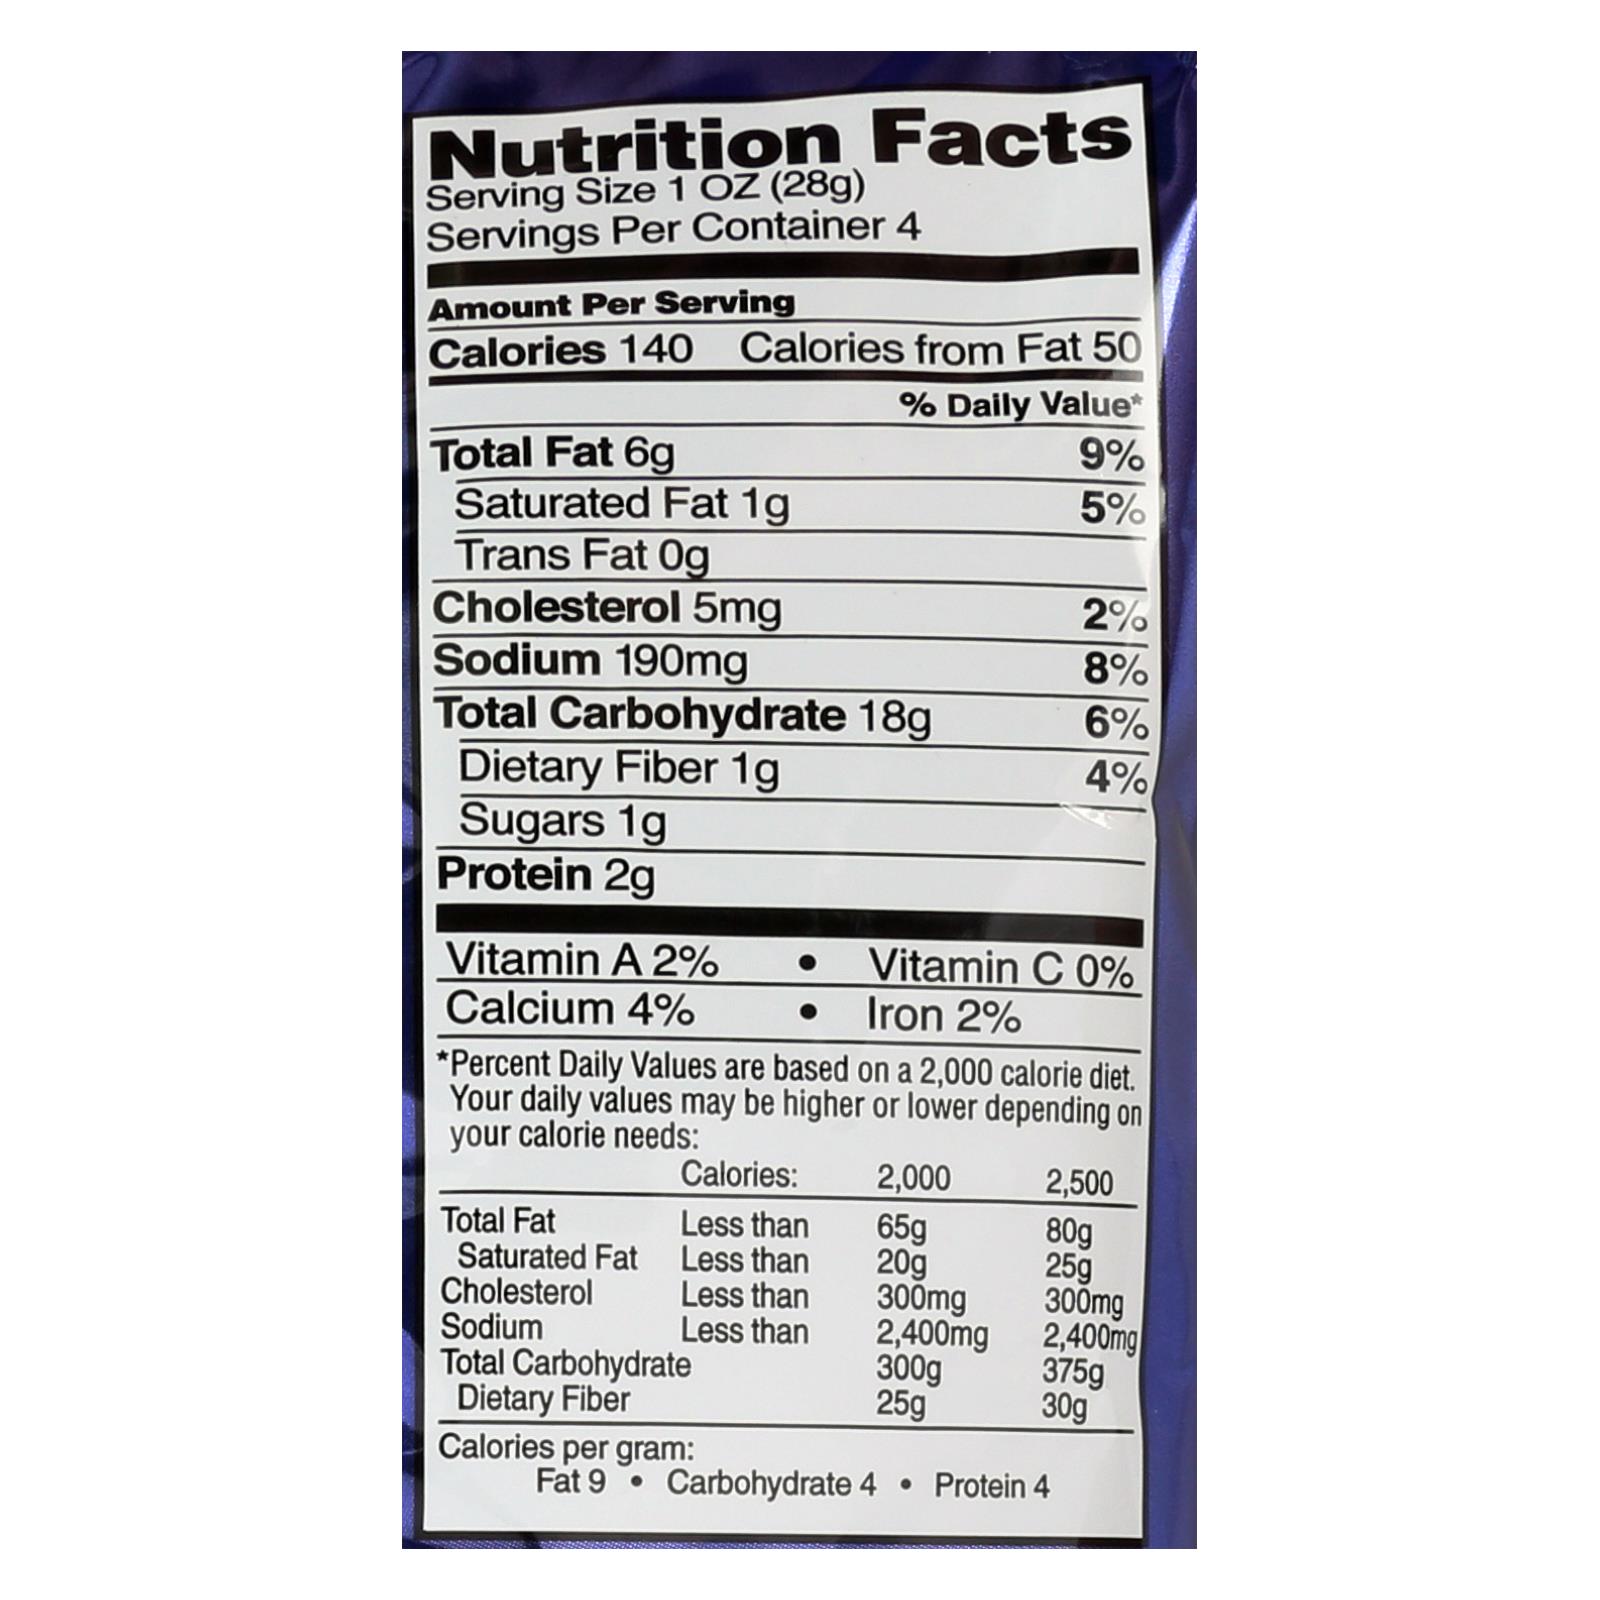 Nutrition Facts
Serving Size 1 OZ (28g)
Servings Per Container 4
Amount Per Serving
Calories 140 Calories from Fat 50
% Daily Value*
Total Fat 6g 9%
Saturated Fat 1g 5%
Trans Fat 0g
Cholesterol 5mg 2%
Sodium 190mg 8%
Total Carbohydrate 18g 6%
Dietary Fiber 1g 4%
Sugars 1g
Protein 2g
Vitamin A 2% • Vitamin C 0%
Calcium 4% • Iron 2%
*Percent Daily Values are based on a 2,000 calorie diet.
Your daily values may be higher or lower depending on
your calorie needs:
Calories: 2,000 2,500
Total Fat Less than 65g 80g
Saturated Fat Less than 20g 25g
Cholesterol Less than 300mg 300mg
Sodium Less than 2,400mg 2,400mg
Total Carbohydrate 300g 375g
Dietary Fiber 25g 30g
Calories per gram:
Fat 9 • Carbohydrate 4 • Protein 4